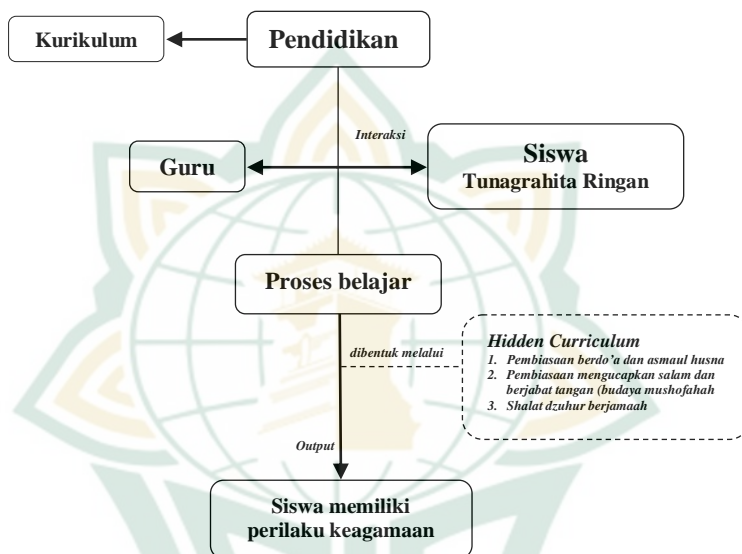 Kurikulum
Pendidikan
Interaksi
Guru
Siswa
Tunagrahita Ringan
Proses belajar
dibentuk melalui
Hidden Curriculum
1. Pembiasaan berdo'a dan asmaul husna
2. Pembiasaan mengucapkan salam dan
berjabat tangan (budaya mushofahah
3. Shalat dzuhur berjamaah
Output
Siswa memiliki
perilaku keagamaan